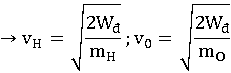 → v_H = √(2W_đ / m_H) ; v_0 = √(2W_đ / m_O)